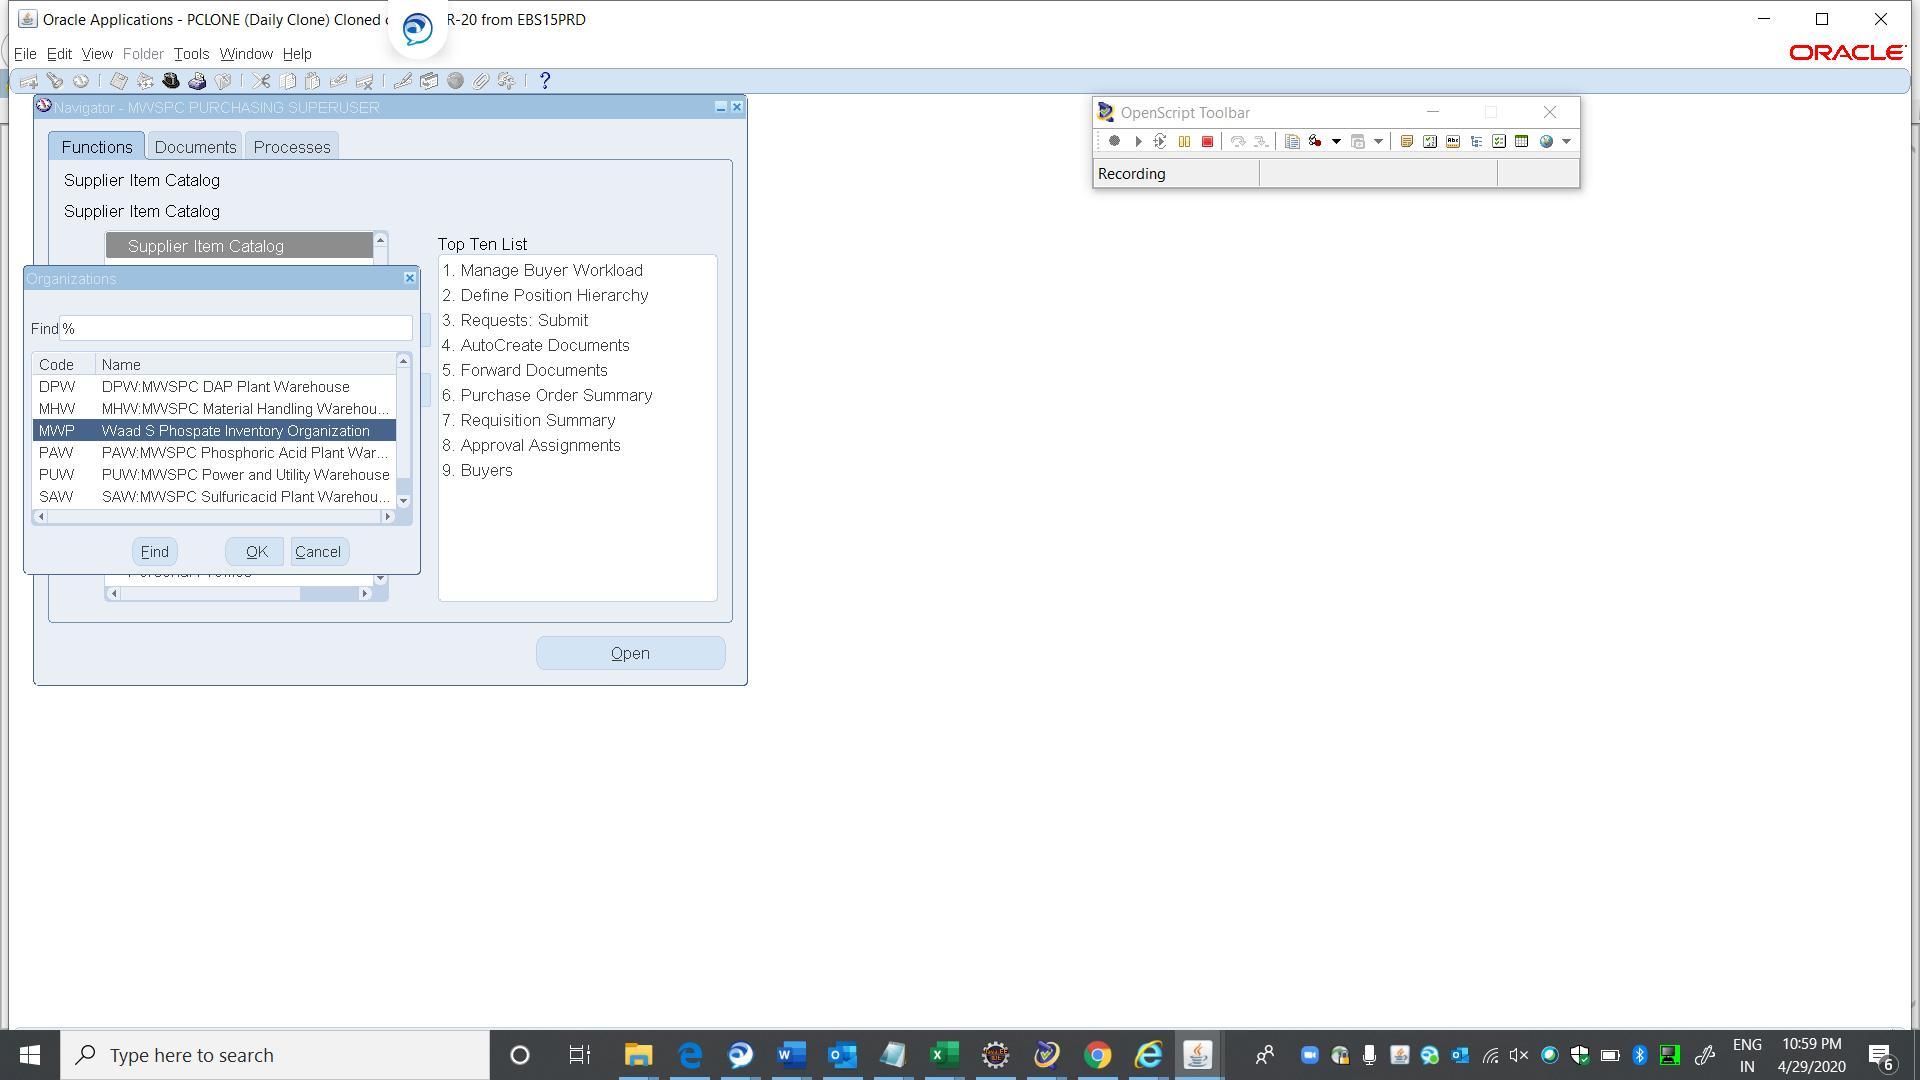 Oracle Applications - PCLONE (Daily Clone) Cloned R-20 from EBS15PRD
File Edit View Folder Tools Window Help
ORACLE
Navigator - MWSPC PURCHASING SUPERUSER
Functions Documents Processes
Supplier Item Catalog
Supplier Item Catalog
Supplier Item Catalog
Organizations
Find %
Code Name
DPW DPW:MWSPC DAP Plant Warehouse
MHW MHW:MWSPC Material Handling Warehou...
MWP Waad S Phospate Inventory Organization
PAW PAW:MWSPC Phosphoric Acid Plant War...
PUW PUW:MWSPC Power and Utility Warehouse
SAW SAW:MWSPC Sulfuricacid Plant Warehou...
Find OK Cancel
Top Ten List
1. Manage Buyer Workload
2. Define Position Hierarchy
3. Requests: Submit
4. AutoCreate Documents
5. Forward Documents
6. Purchase Order Summary
7. Requisition Summary
8. Approval Assignments
9. Buyers
Open
OpenScript Toolbar
Recording
Type here to search
ENG
IN
10:59 PM
4/29/2020
6